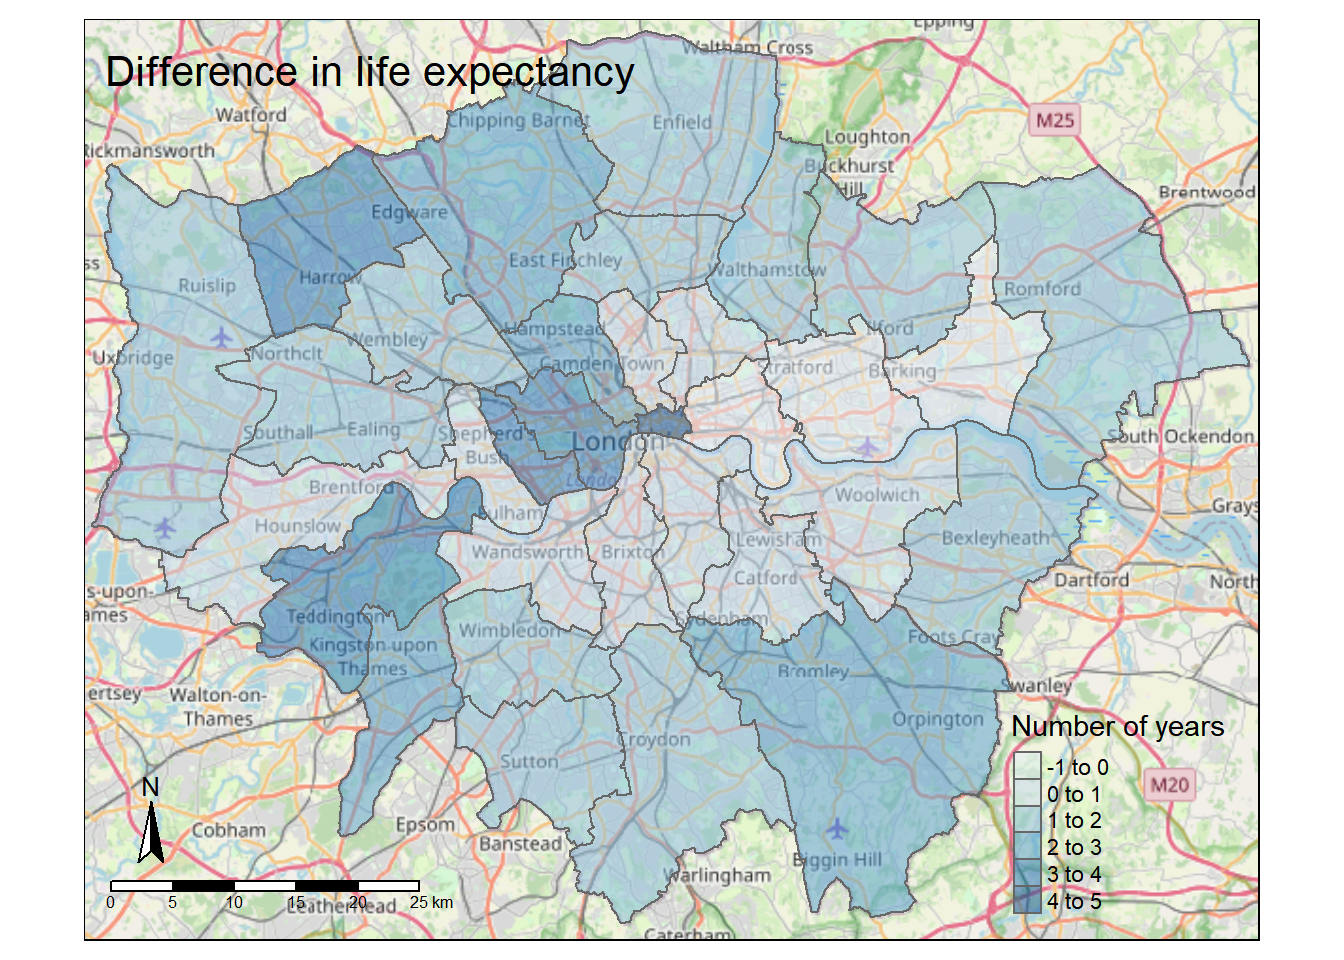 Difference in life expectancy
Epping
Waltham Cross
Watford
Chipping Barnet
Enfield
M25
Loughton
Rickmansworth
Buckhurst
Hill
Brentwood
Edgware
East Finchley
Walthamstow
Harrow
Ruislip
Romford
Hampstead
Ilford
Wembley
Northolt
Uxbridge
Camden Town
Stratford
Barking
Southall
Ealing
Shepherd's
Bush
London
South Ockendon
Brentford
Woolwich
Grays
Hounslow
Fulham
Wandsworth
Brixton
Lewisham
Bexleyheath
Catford
Dartford
North
s-upon-
ames
Teddington
Sydenham
Wimbledon
Foots Cray
Kingston upon
Thames
Bromley
ertsey
Walton-on-
Thames
wanley
Orpington
Croydon
Sutton
Number of years
-1 to 0
0 to 1
1 to 2
2 to 3
3 to 4
4 to 5
M20
N
Cobham
Epsom
Banstead
Biggin Hill
Warlingham
0 5 10 15 20 25 km
Leatherhead
Caterham